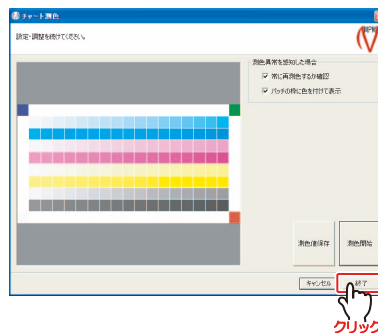 チャート測色
設定・調整を続けてください。
測色異常を感知した場合
常に再測色するか確認
パッチの枠に色を付けて表示
測色値保存
測色開始
キャンセル
終了
クリック